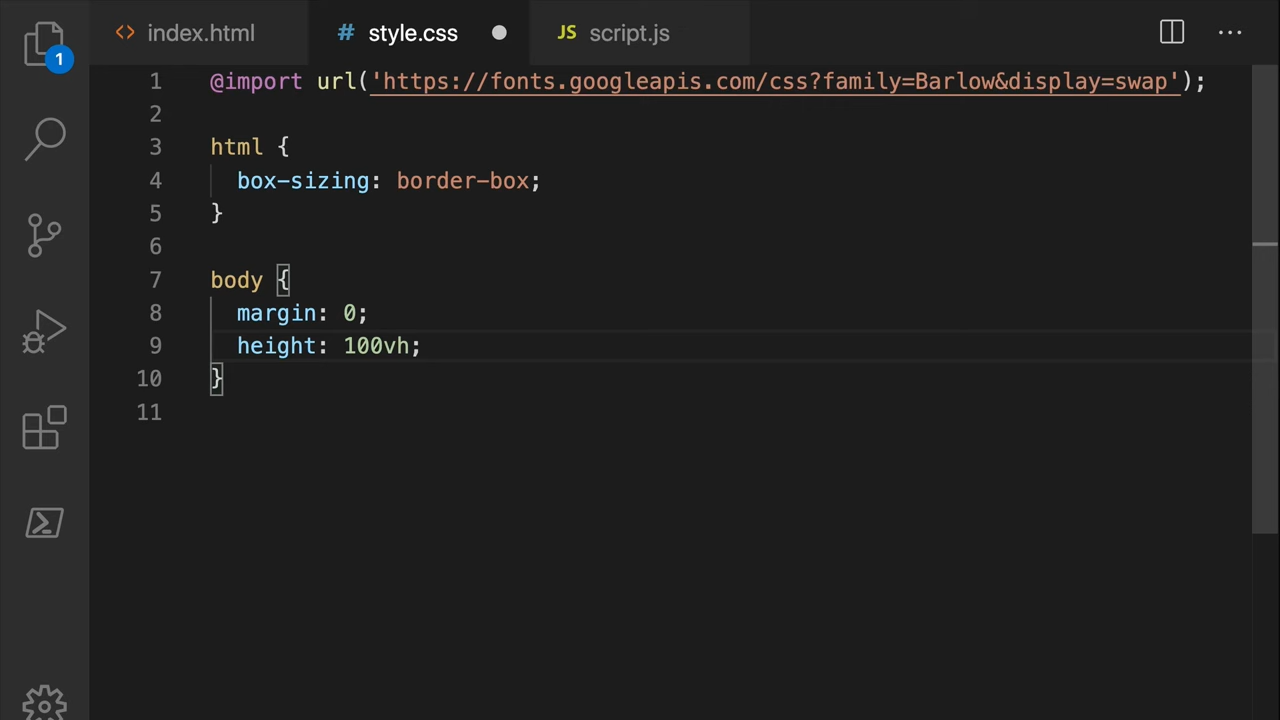 index.html
# style.css
JS script.js
1
1 @import url('https://fonts.googleapis.com/css?family=Barlow&display=swap');
2
3 html {
4 box-sizing: border-box;
5 }
6
7 body {
8 margin: 0;
9 height: 100vh;
10 }
11